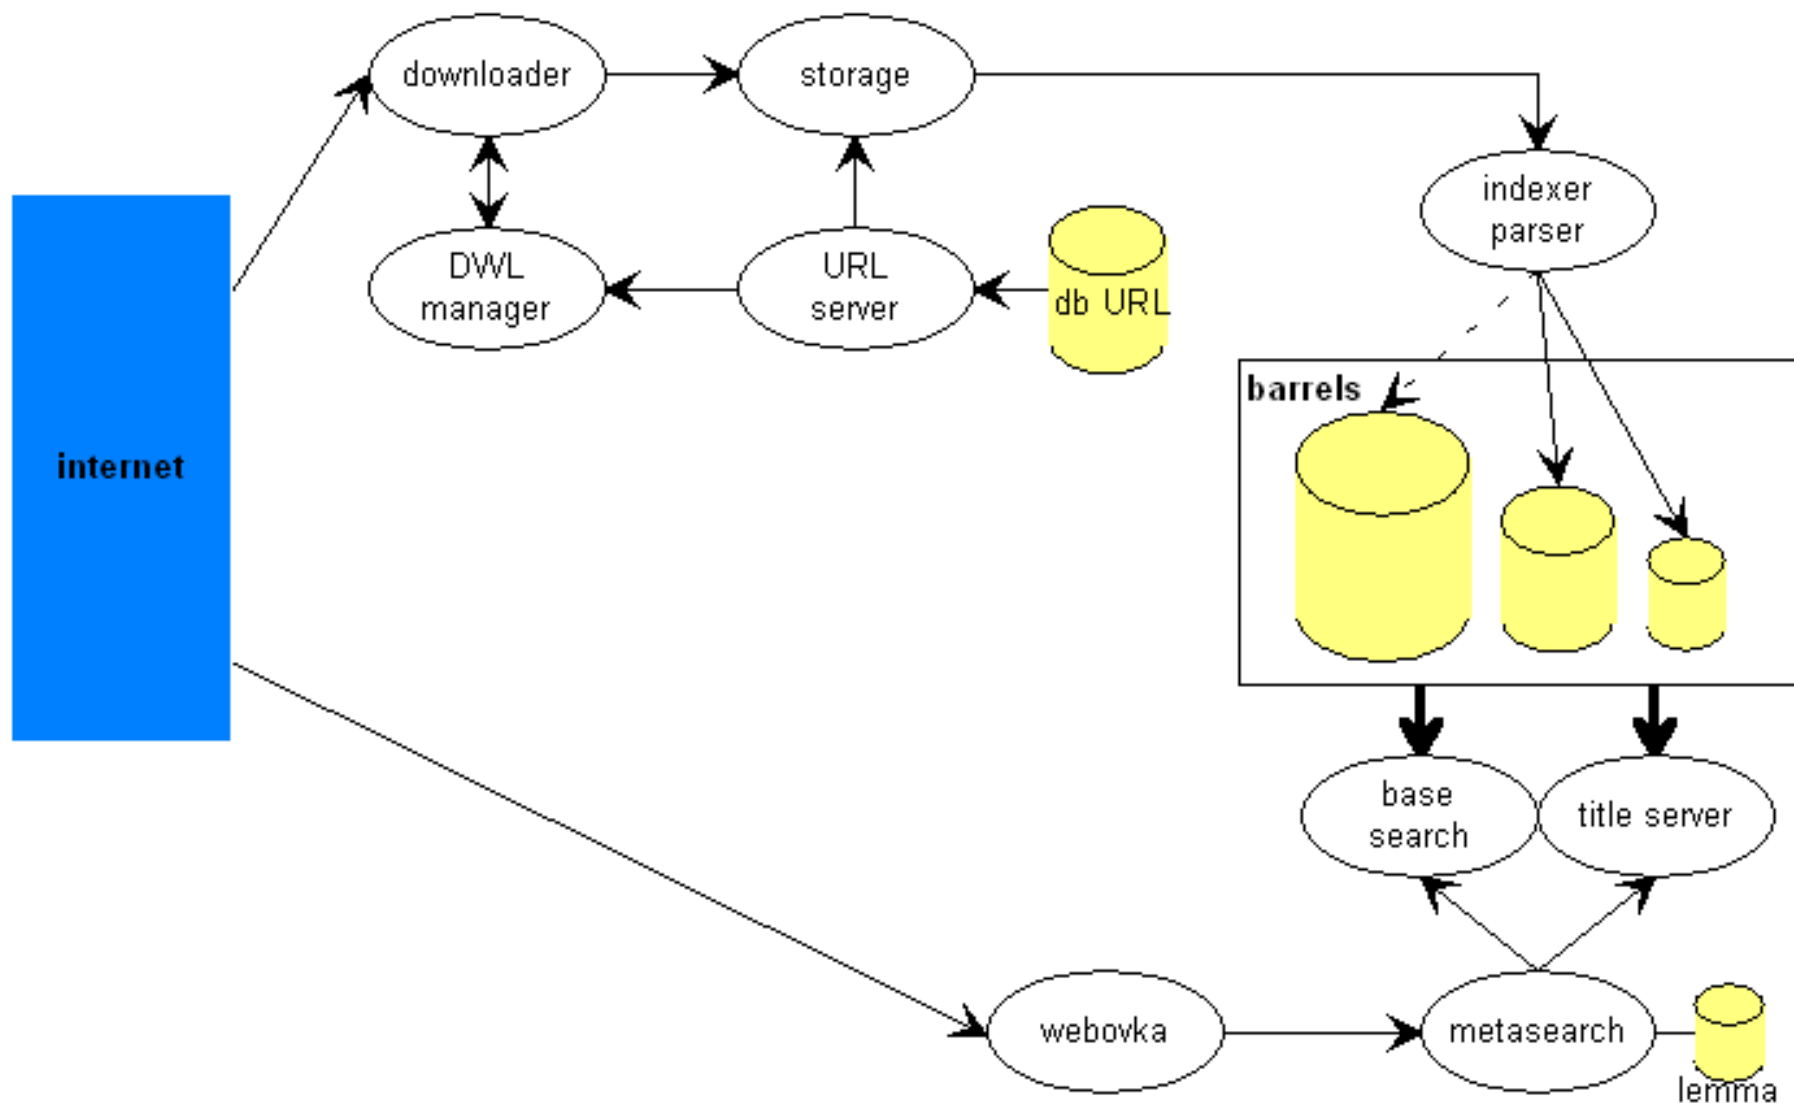 downloader
storage
indexer
parser
DWL
manager
URL
server
db URL
barrels
internet
base
search
title server
webovka
metasearch
lemma